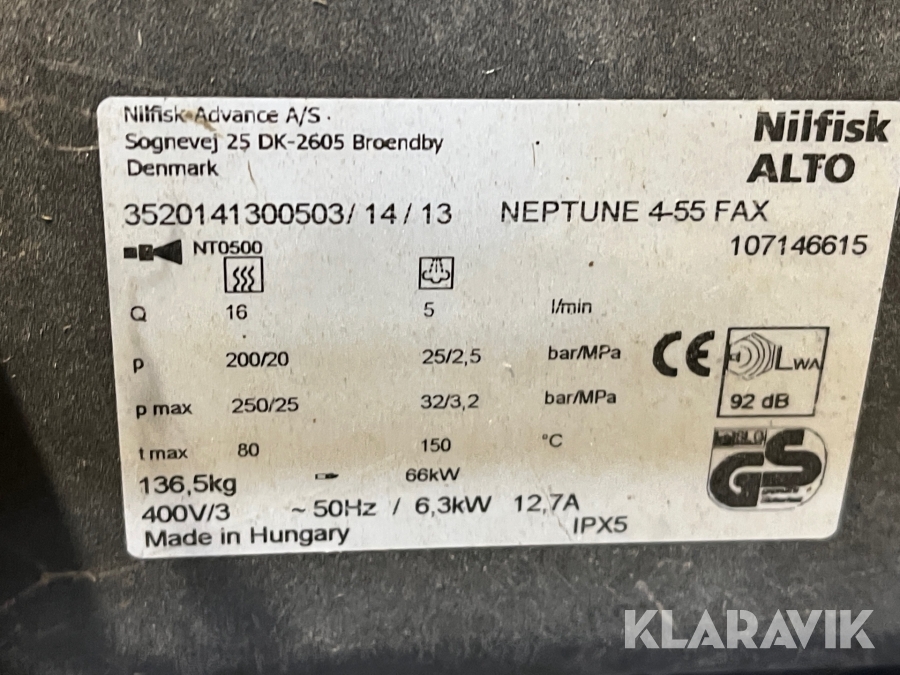 Nilfisk-Advance A/S
Sognevej 25 DK-2605 Broendby
Denmark
Nilfisk
ALTO
3520141300503/ 14 / 13 NEPTUNE 4-55 FAX
107146615
NT0500
Q 16 5 l/min
p 200/20 25/2,5 bar/MPa
p max 250/25 32/3,2 bar/MPa
t max 80 150 °C
CE
LWA
92 dB
GS
136,5kg 66kW
400V/3 ~ 50Hz / 6,3kW 12,7A
IPX5
Made in Hungary
KLARAVIK